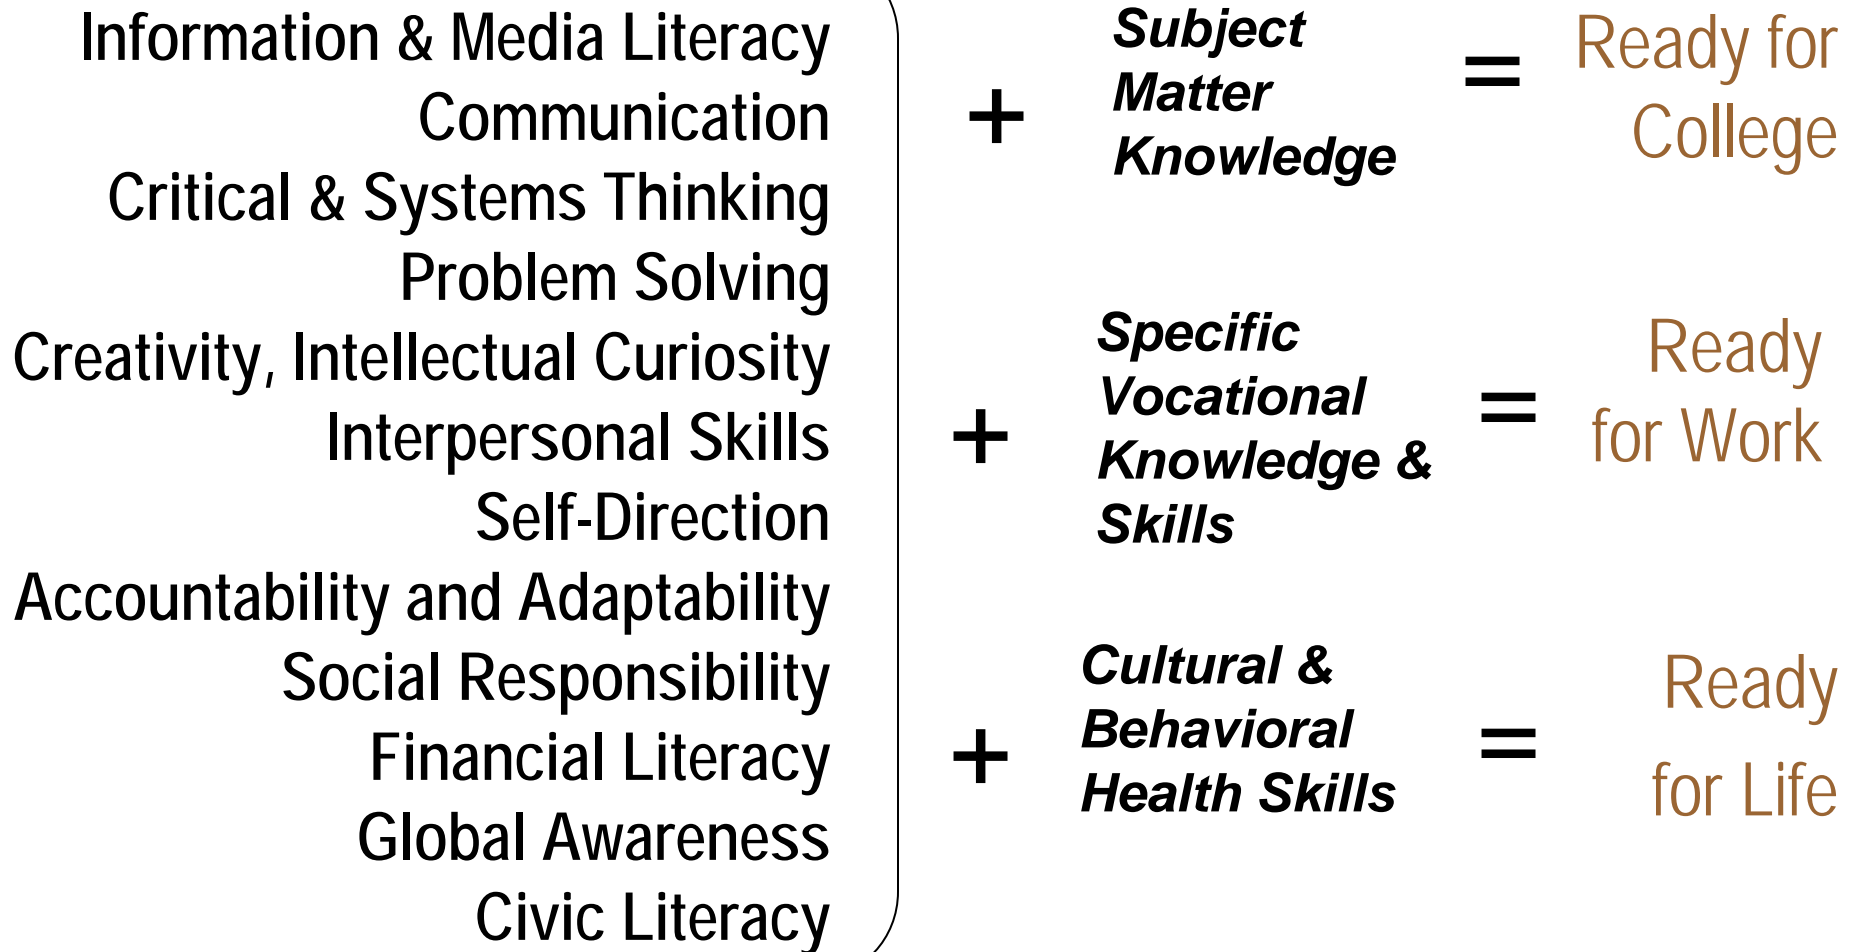 Information & Media Literacy
Communication
Critical & Systems Thinking
Problem Solving
Creativity, Intellectual Curiosity
Interpersonal Skills
Self-Direction
Accountability and Adaptability
Social Responsibility
Financial Literacy
Global Awareness
Civic Literacy
+
Subject
Matter
Knowledge
=
Ready for
College
+
Specific
Vocational
Knowledge &
Skills
=
Ready
for Work
+
Cultural &
Behavioral
Health Skills
=
Ready
for Life